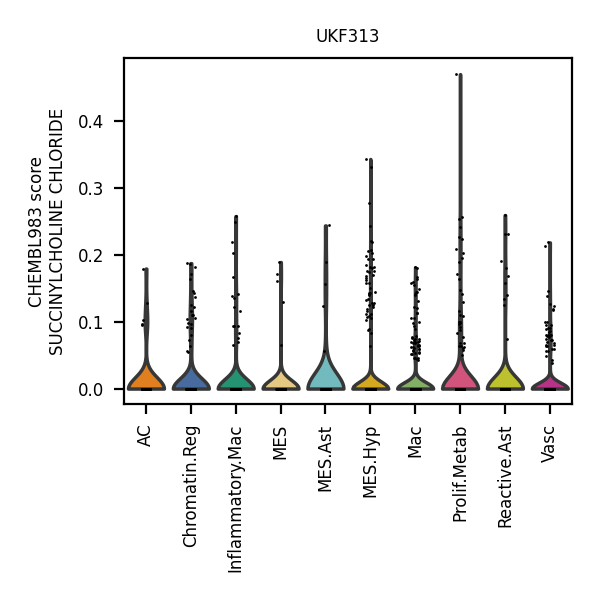 UKF313
CHEMBL983 score
SUCCINYLCHOLINE CHLORIDE
0.4
0.3
0.2
0.1
0.0
AC
Chromatin.Reg
Inflammatory.Mac
MES
MES.Ast
MES.Hyp
Mac
Prolif.Metab
Reactive.Ast
Vasc